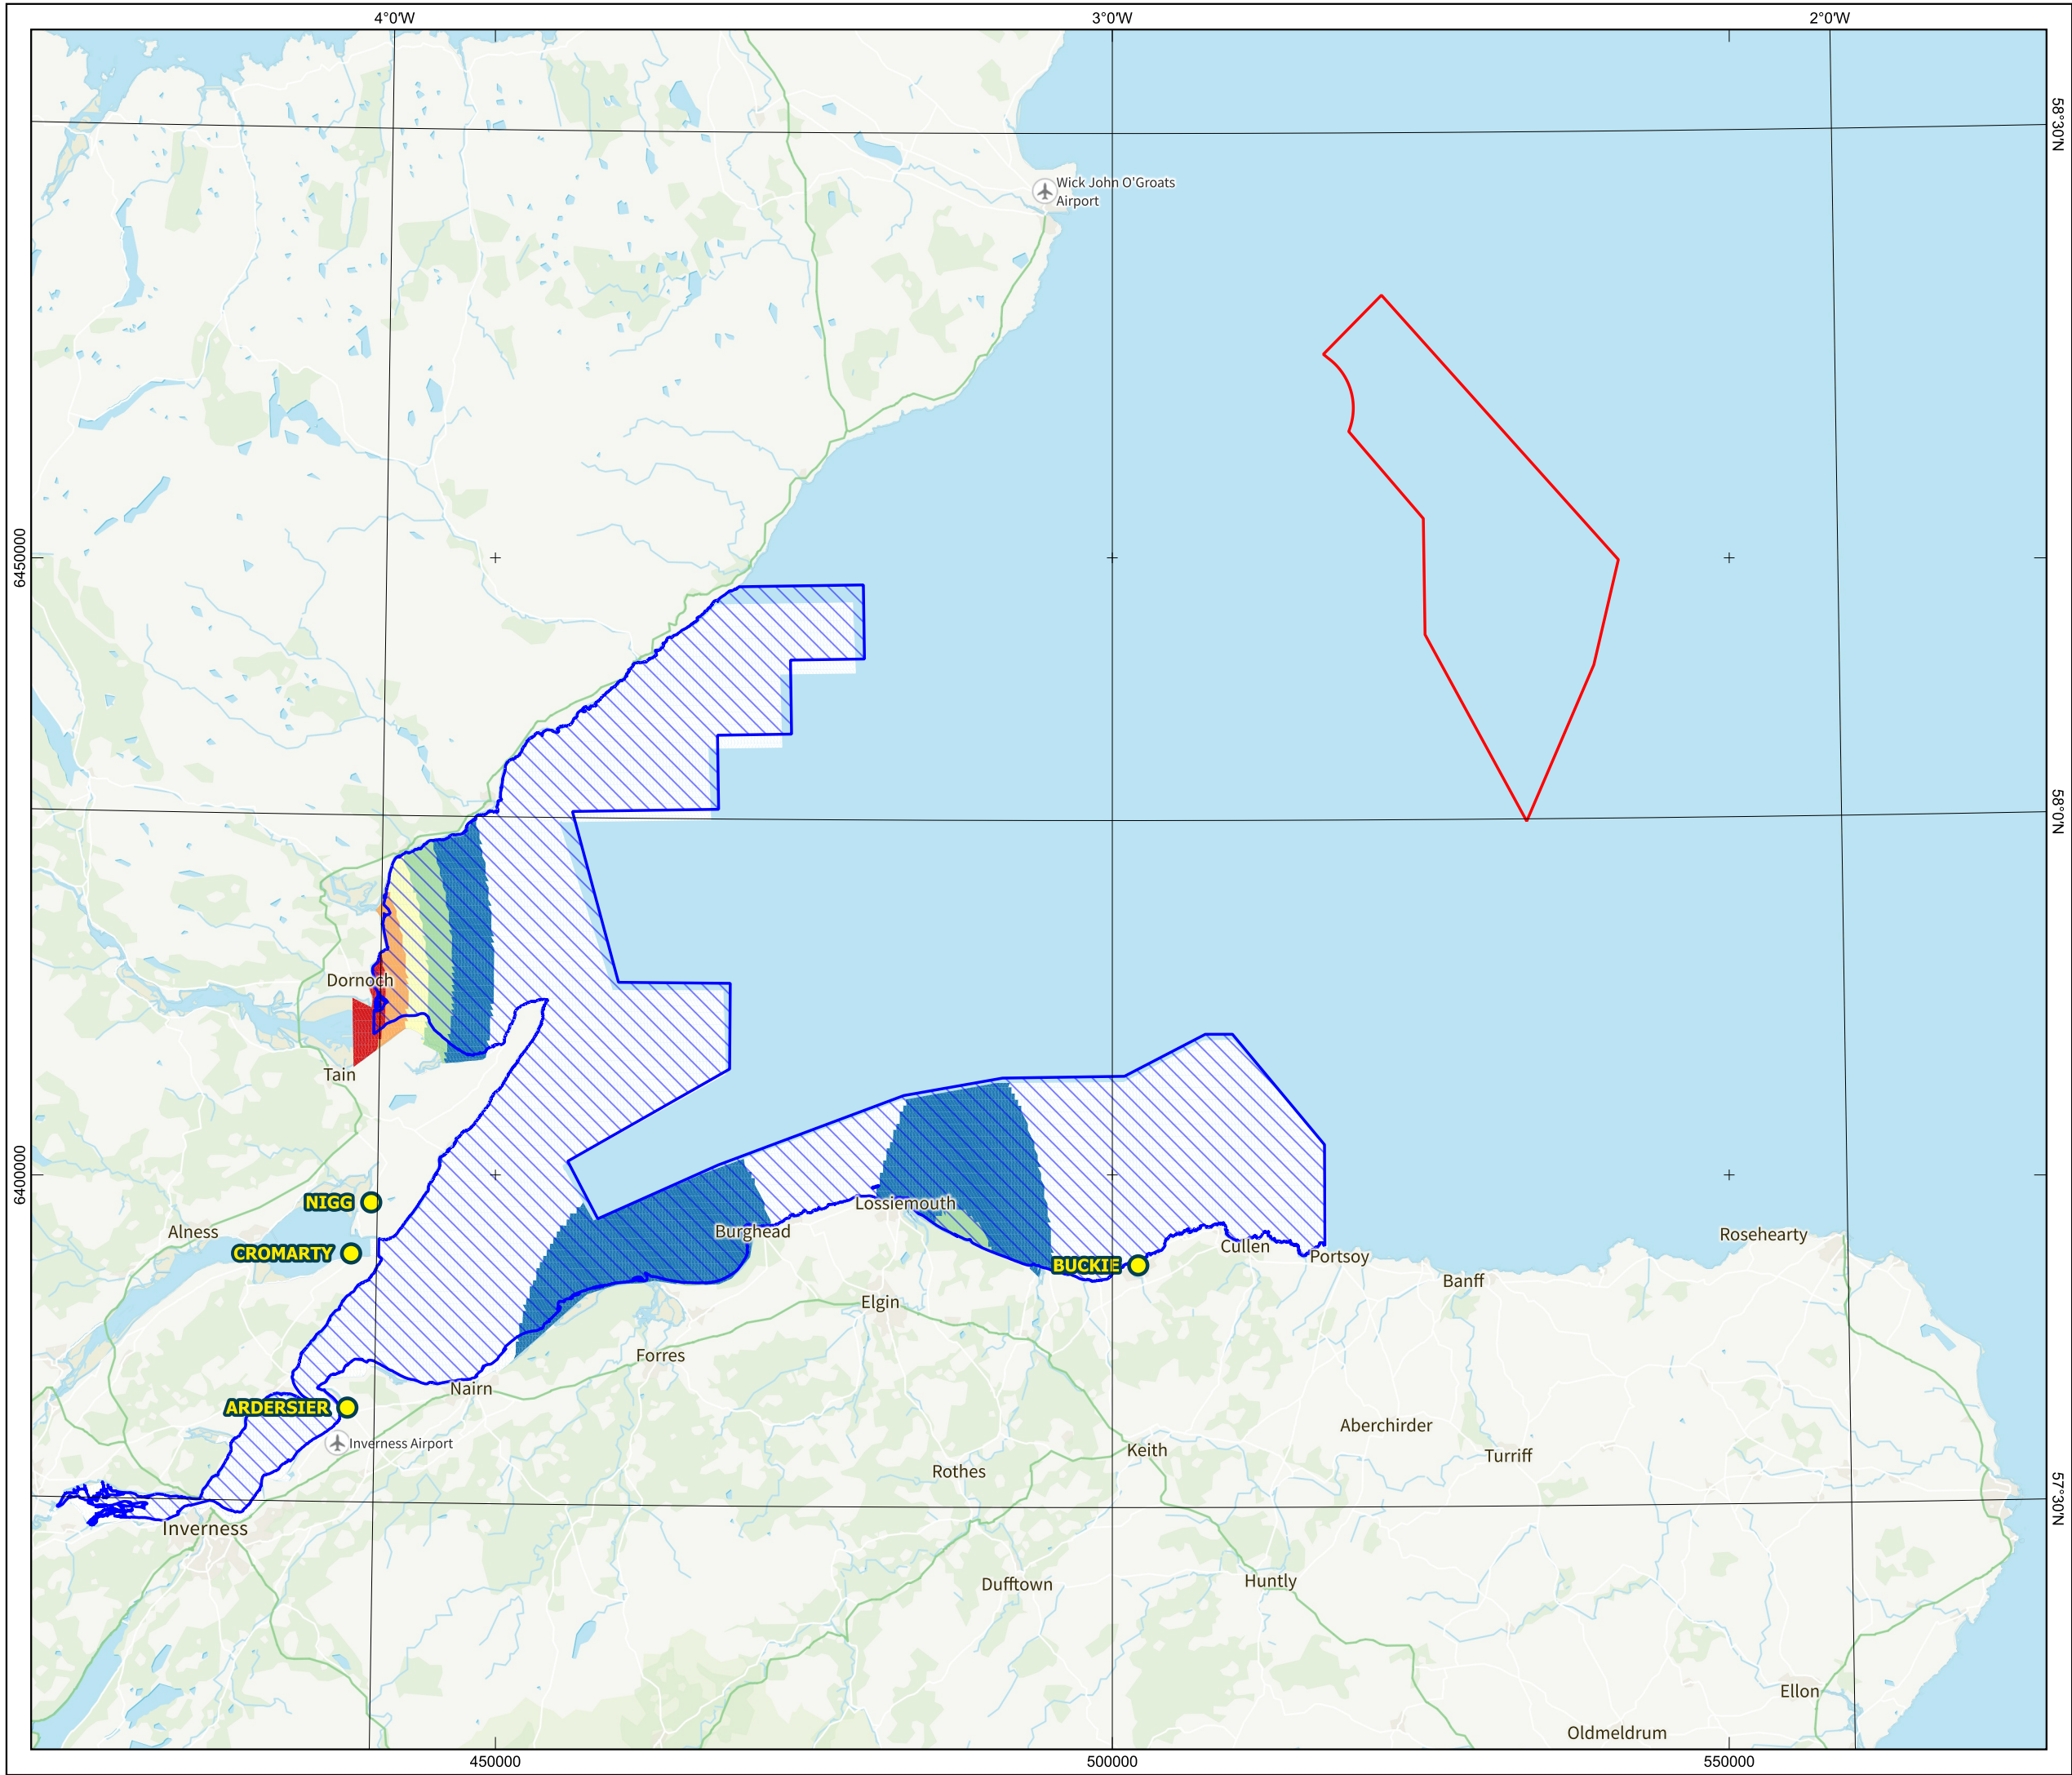 4°0'W
3°0'W
2°0'W
58°30'N
Wick John O'Groats
Airport
6450000
58°0'N
Dornoch
Tain
6400000
NIGG
Alness
CROMARTY
Lossiemouth
Burghead
BUCKIE
Cullen
Portsoy
Rosehearty
Banff
Elgin
Forres
Nairn
ARDERSIER
Inverness Airport
Aberchirder
Keith
Turriff
Rothes
57°30'N
Inverness
Dufftown
Huntly
Ellon
Oldmeldrum
450000
500000
550000